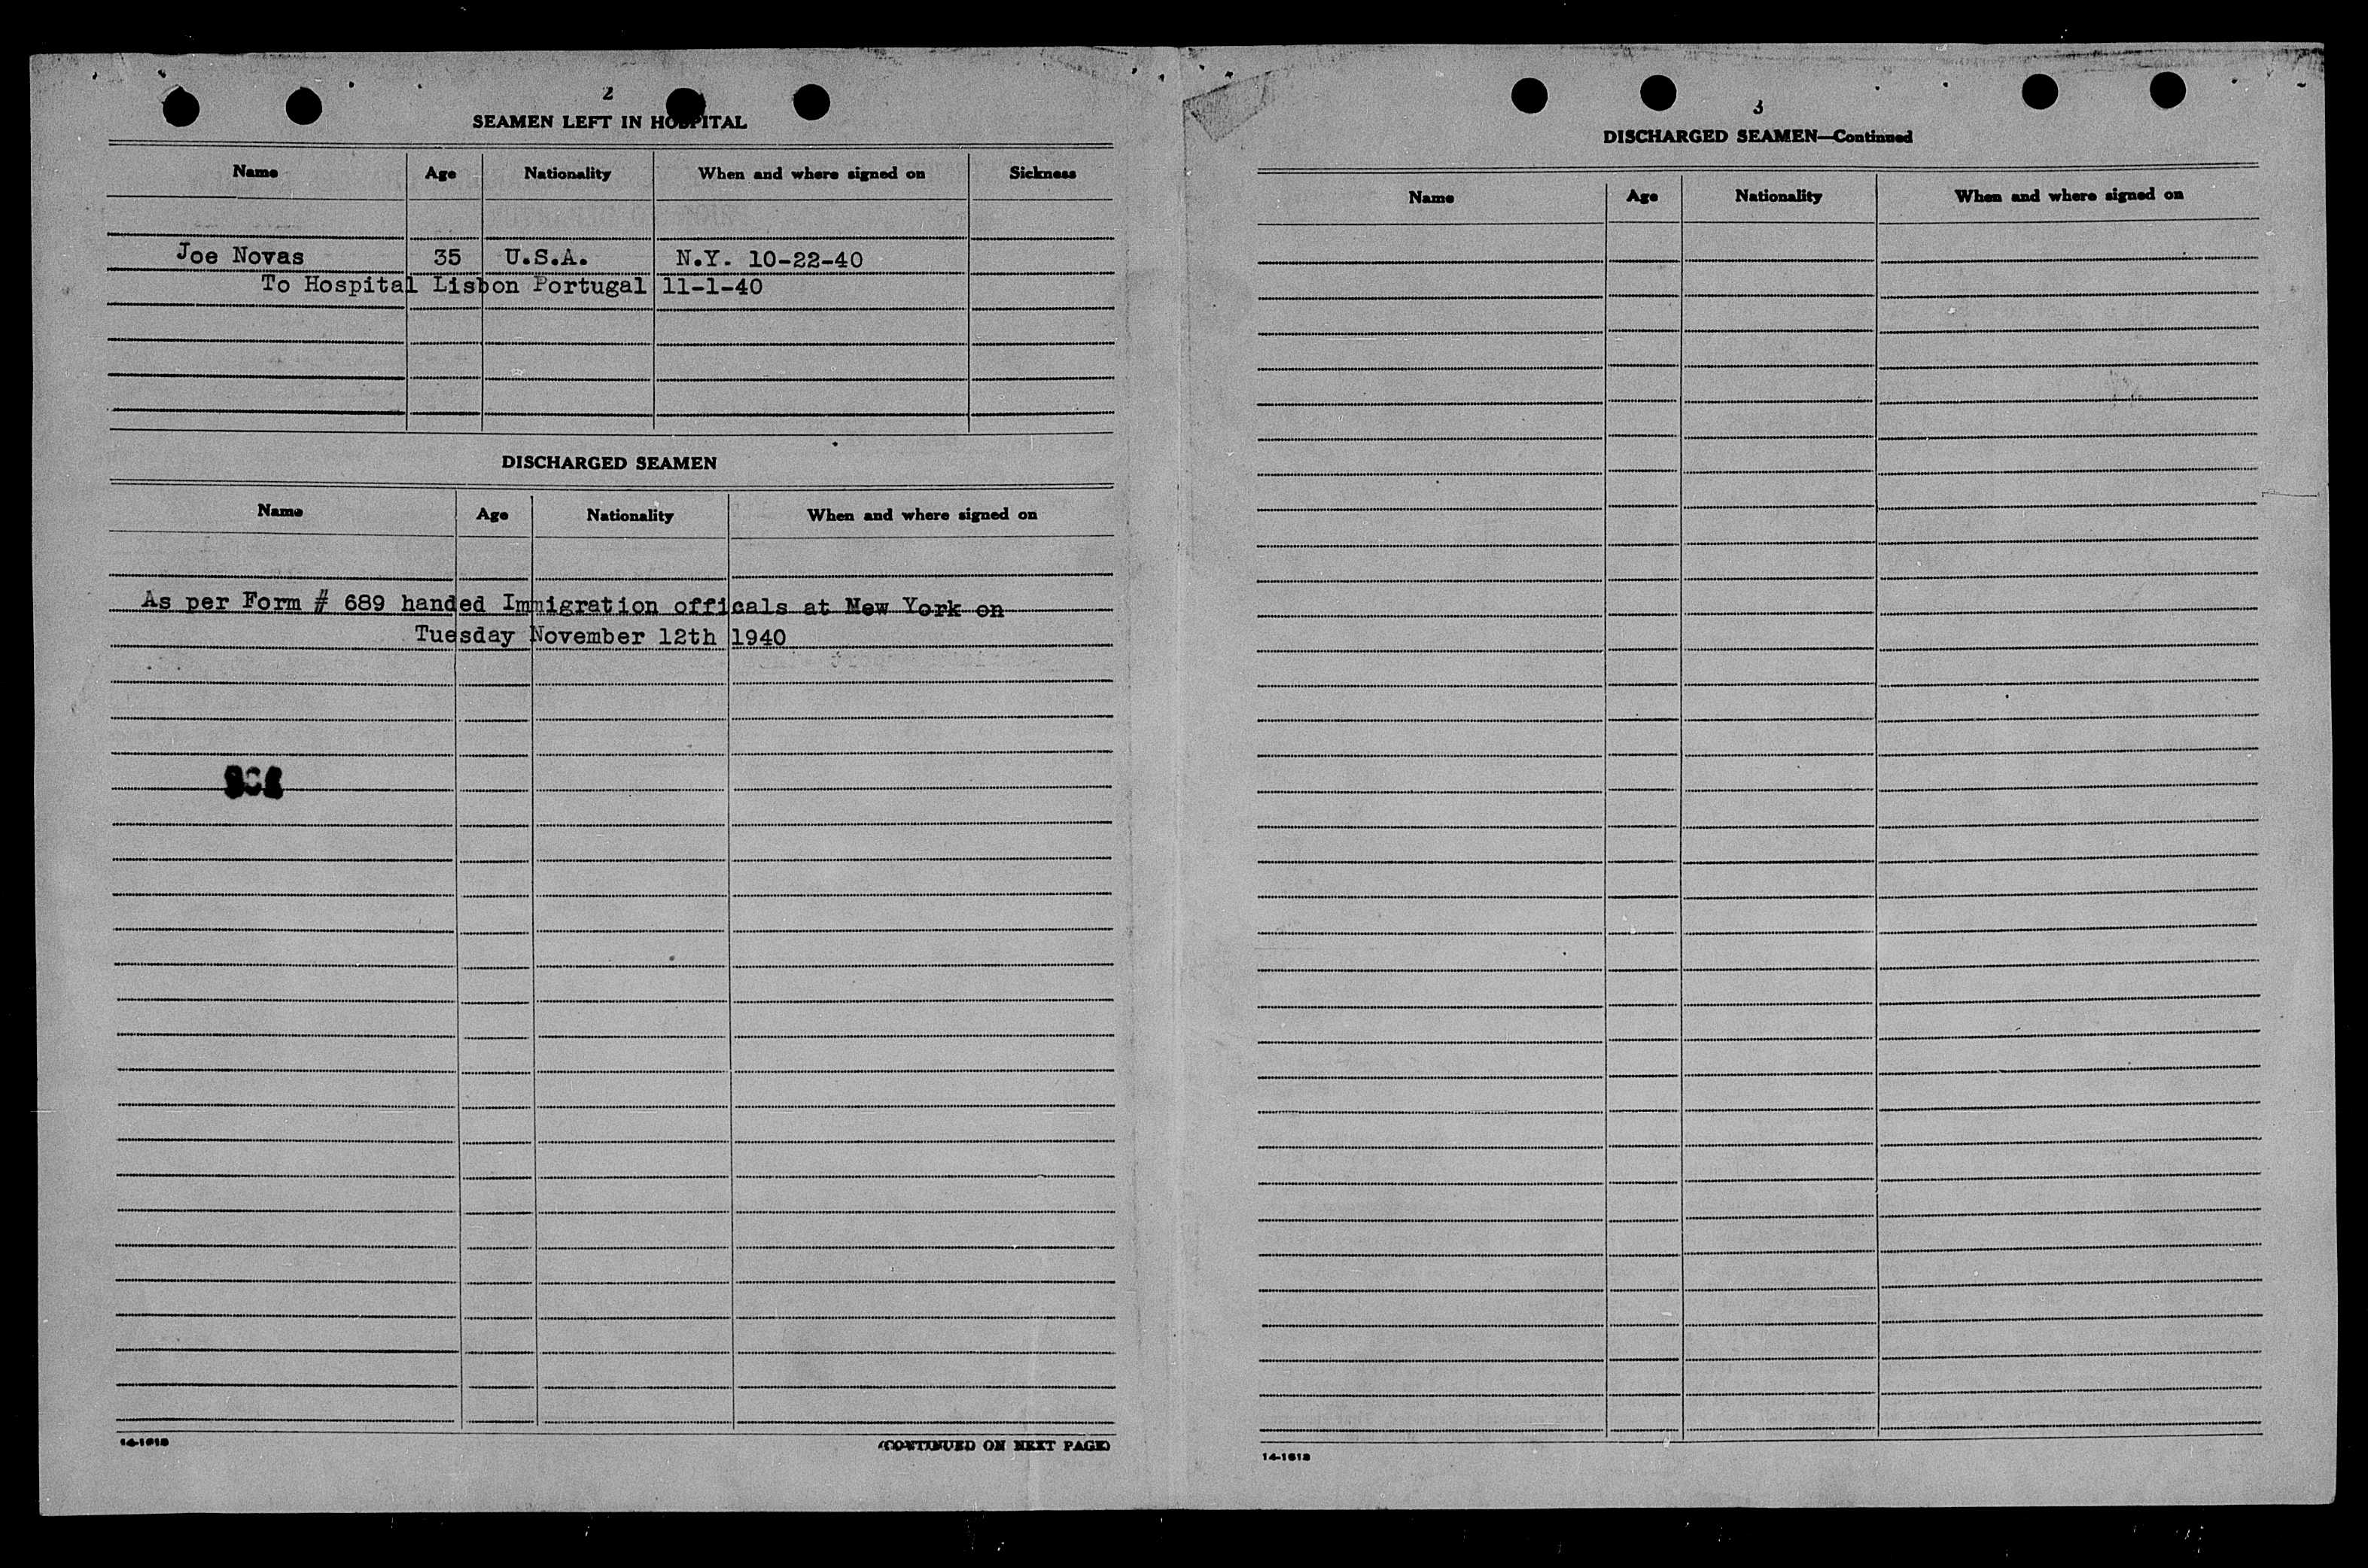 2
SEAMEN LEFT IN HOSPITAL
Name Age Nationality When and where signed on Sickness
Joe Novas 35 U.S.A. N.Y. 10-22-40
To Hospital Lisbon Portugal 11-1-40
DISCHARGED SEAMEN
Name Age Nationality When and where signed on
As per Form # 689 handed Immigration officals at New York on
Tuesday November 12th 1940
14-1613
(CONTINUED ON NEXT PAGE)
3
DISCHARGED SEAMEN—Continued
Name Age Nationality When and where signed on
14-1613